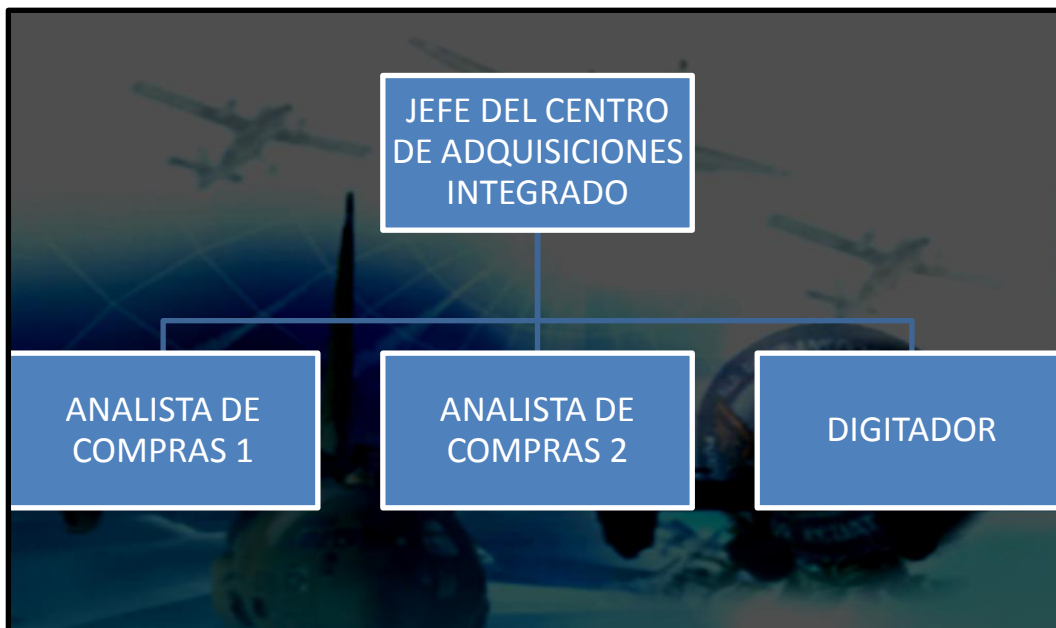 JEFE DEL CENTRO
DE ADQUISICIONES
INTEGRADO
ANALISTA DE
COMPRAS 1
ANALISTA DE
COMPRAS 2
DIGITADOR